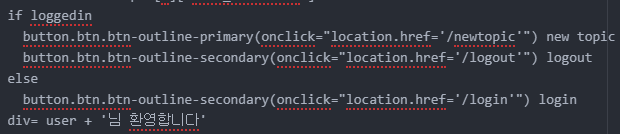 if loggedin
button.btn.btn-outline-primary(onclick="location.href='/newtopic'") new topic
button.btn.btn-outline-secondary(onclick="location.href='/logout'") logout
else
button.btn.btn-outline-secondary(onclick="location.href='/login'") login
div= user + '님 환영합니다'